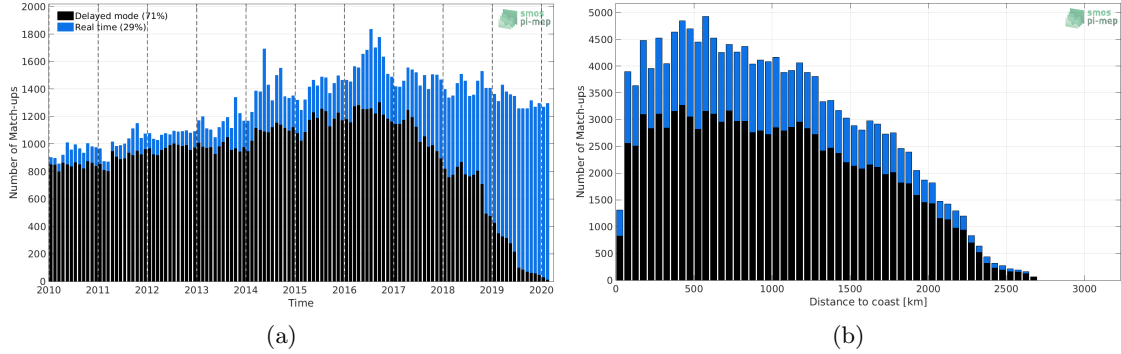 Delayed mode (71%)
Real time (29%)
smos
pi-mep
Number of Match-ups
2000
1800
1600
1400
1200
1000
800
600
400
200
0
2010 2011 2012 2013 2014 2015 2016 2017 2018 2019 2020
Time
(a)
smos
pi-mep
Number of Match-ups
5000
4500
4000
3500
3000
2500
2000
1500
1000
500
0
0 500 1000 1500 2000 2500 3000
Distance to coast [km]
(b)